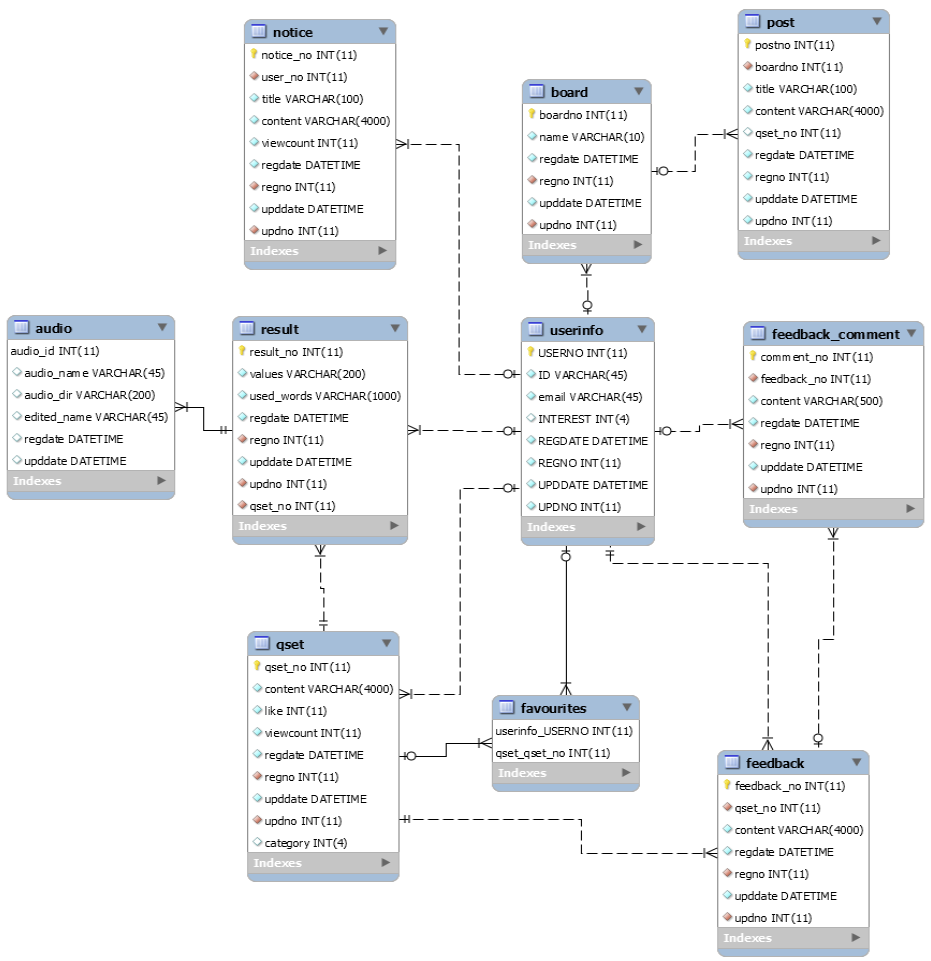 notice
notice_no INT(11)
user_no INT(11)
title VARCHAR(100)
content VARCHAR(4000)
viewcount INT(11)
regdate DATETIME
regno INT(11)
upddate DATETIME
updno INT(11)
Indexes
board
boardno INT(11)
name VARCHAR(10)
regdate DATETIME
regno INT(11)
upddate DATETIME
updno INT(11)
Indexes
post
postno INT(11)
boardno INT(11)
title VARCHAR(100)
content VARCHAR(4000)
qset_no INT(11)
regdate DATETIME
regno INT(11)
upddate DATETIME
updno INT(11)
Indexes
audio
audio_id INT(11)
audio_name VARCHAR(45)
audio_dir VARCHAR(200)
edited_name VARCHAR(45)
regdate DATETIME
upddate DATETIME
Indexes
result
result_no INT(11)
values VARCHAR(200)
used_words VARCHAR(1000)
regdate DATETIME
regno INT(11)
upddate DATETIME
updno INT(11)
qset_no INT(11)
Indexes
userinfo
USERNO INT(11)
ID VARCHAR(45)
email VARCHAR(45)
INTEREST INT(4)
REGDATE DATETIME
REGNO INT(11)
UPDDATE DATETIME
UPDNO INT(11)
Indexes
feedback_comment
comment_no INT(11)
feedback_no INT(11)
content VARCHAR(500)
regdate DATETIME
regno INT(11)
upddate DATETIME
updno INT(11)
Indexes
qset
qset_no INT(11)
content VARCHAR(4000)
like INT(11)
viewcount INT(11)
regdate DATETIME
regno INT(11)
upddate DATETIME
updno INT(11)
category INT(4)
Indexes
favourites
userinfo_USERNO INT(11)
qset_qset_no INT(11)
Indexes
feedback
feedback_no INT(11)
qset_no INT(11)
content VARCHAR(4000)
regdate DATETIME
regno INT(11)
upddate DATETIME
updno INT(11)
Indexes